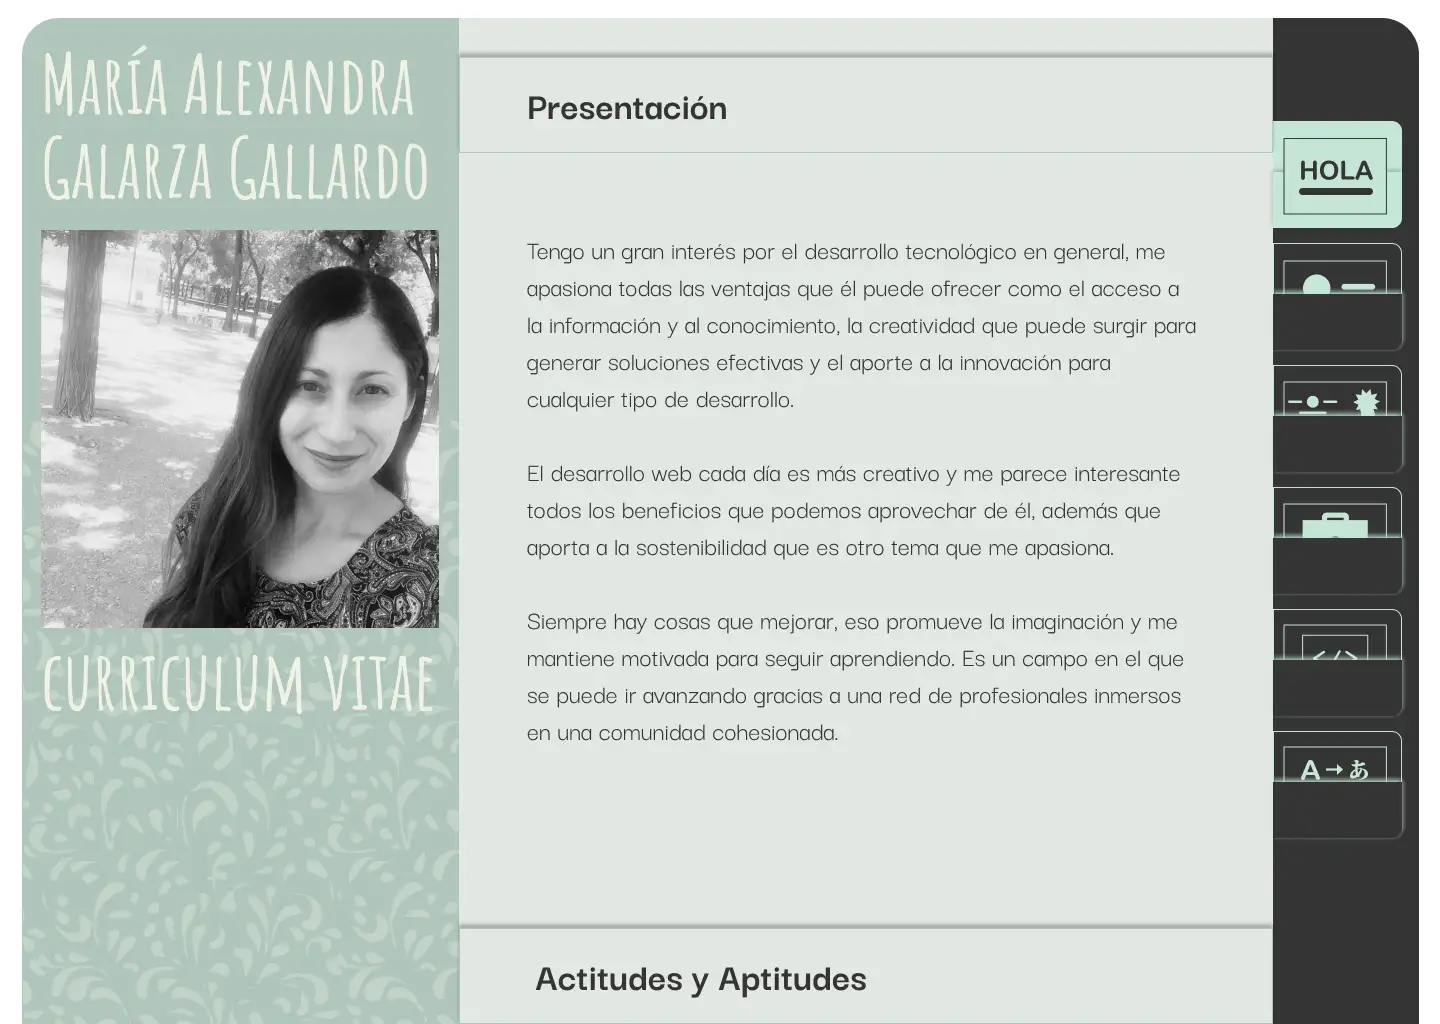 María Alexandra
Galarza Gallardo
curriculum vitae
Presentación
Tengo un gran interés por el desarrollo tecnológico en general, me
apasiona todas las ventajas que él puede ofrecer como el acceso a
la información y al conocimiento, la creatividad que puede surgir para
generar soluciones efectivas y el aporte a la innovación para
cualquier tipo de desarrollo.
El desarrollo web cada día es más creativo y me parece interesante
todos los beneficios que podemos aprovechar de él, además que
aporta a la sostenibilidad que es otro tema que me apasiona.
Siempre hay cosas que mejorar, eso promueve la imaginación y me
mantiene motivada para seguir aprendiendo. Es un campo en el que
se puede ir avanzando gracias a una red de profesionales inmersos
en una comunidad cohesionada.
Actitudes y Aptitudes
HOLA
</>
A→あ